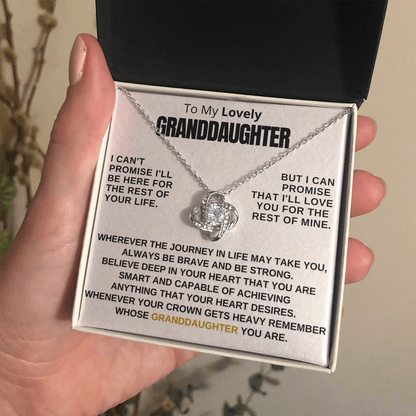 To My Lovely
GRANDDAUGHTER
I CAN'T
PROMISE I'LL
BE HERE FOR
THE REST OF
YOUR LIFE.
BUT I CAN
PROMISE
THAT I'LL LOVE
YOU FOR THE
REST OF MINE.
WHEREVER THE JOURNEY IN LIFE MAY TAKE YOU,
ALWAYS BE BRAVE AND BE STRONG.
BELIEVE DEEP IN YOUR HEART THAT YOU ARE
SMART AND CAPABLE OF ACHIEVING
ANYTHING THAT YOUR HEART DESIRES.
WHENEVER YOUR CROWN GETS HEAVY REMEMBER
WHOSE GRANDDAUGHTER YOU ARE.